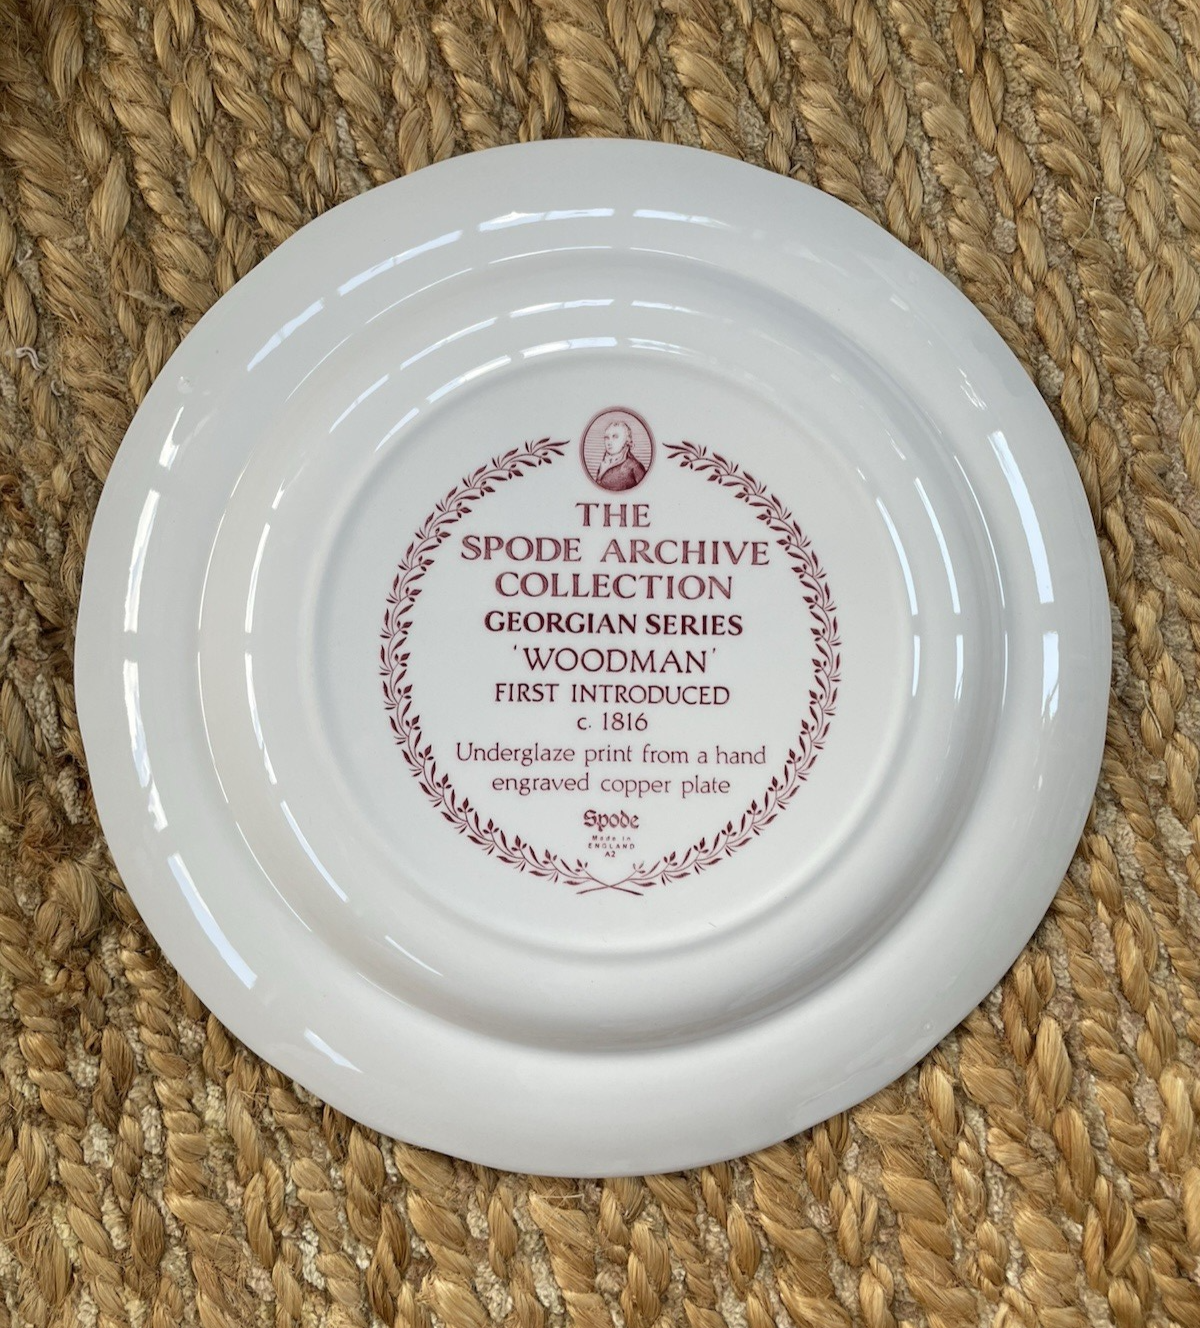 THE
SPODE ARCHIVE
COLLECTION
GEORGIAN SERIES
'WOODMAN'
FIRST INTRODUCED
c. 1816
Underglaze print from a hand
engraved copper plate
Spode
Made in
ENGLAND
A2